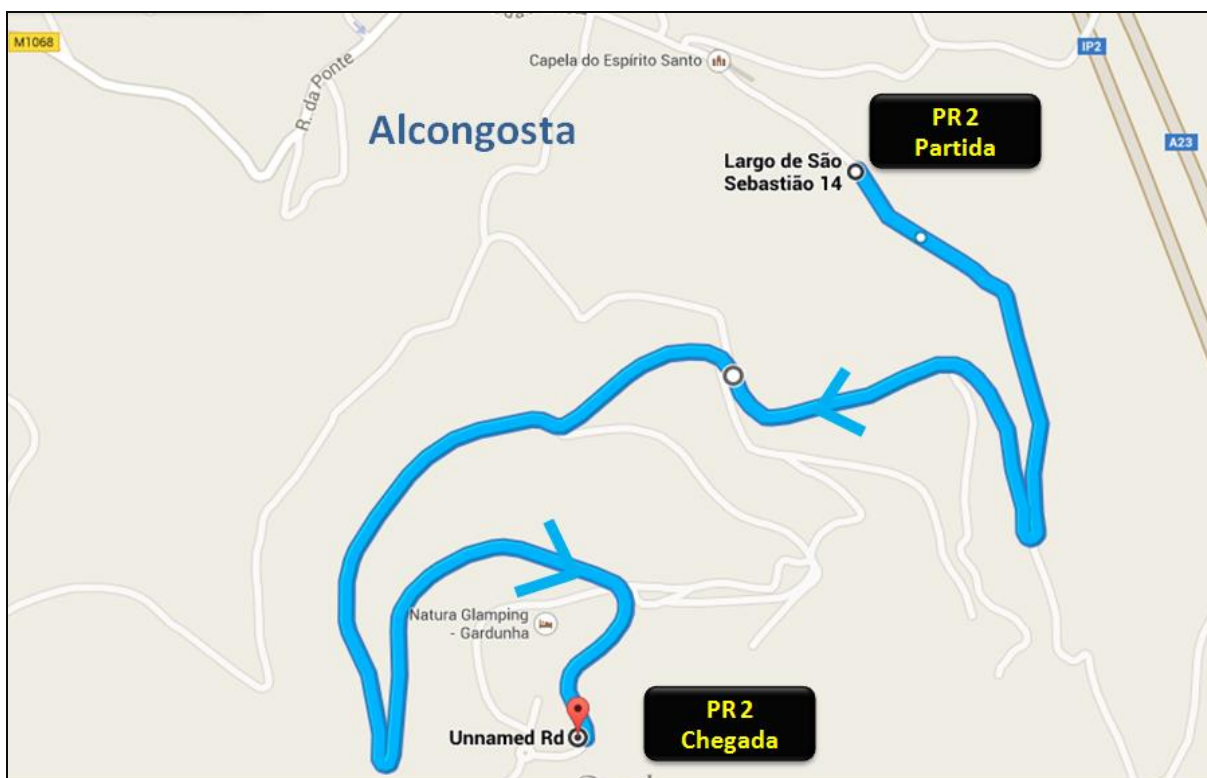 M1068
R. da Ponte
Capela do Espírito Santo
IP2
Alcongosta
PR 2
Partida
A23
Largo de São
Sebastião 14
Natura Glamping
- Gardunha
Unnamed Rd
PR 2
Chegada